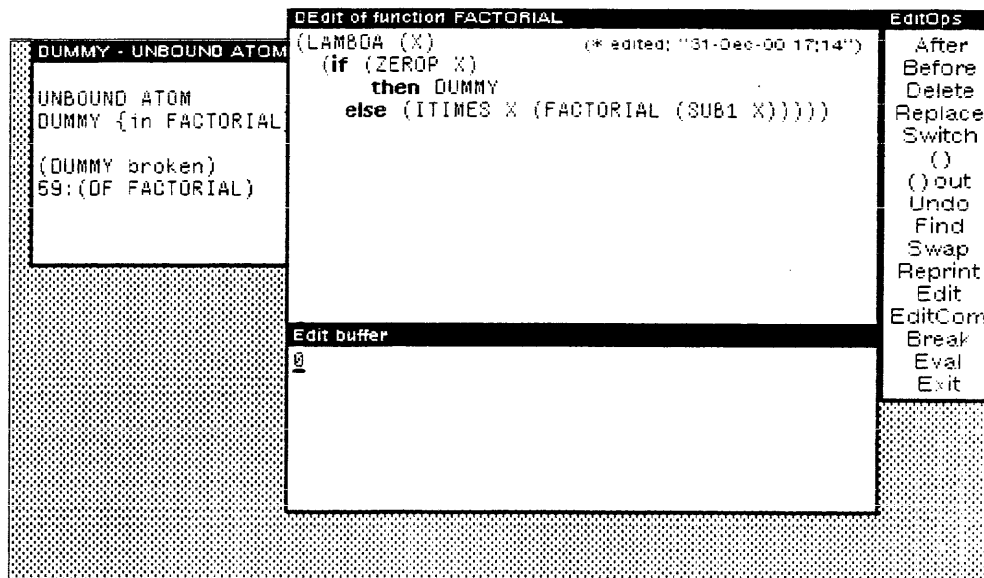 DUMMY - UNBOUND ATOM
UNBOUND ATOM
DUMMY {in FACTORIAL}
(DUMMY broken)
59:(DF FACTORIAL)
DEdit of function FACTORIAL
(LAMBDA (X) (* edited: "31-Dec-00 17:14")
(if (ZEROP X)
then DUMMY
else (ITIMES X (FACTORIAL (SUB1 X)))))
Edit buffer
0
EditOps
After
Before
Delete
Replace
Switch
()
() out
Undo
Find
Swap
Reprint
Edit
EditCom
Break
Eval
Exit